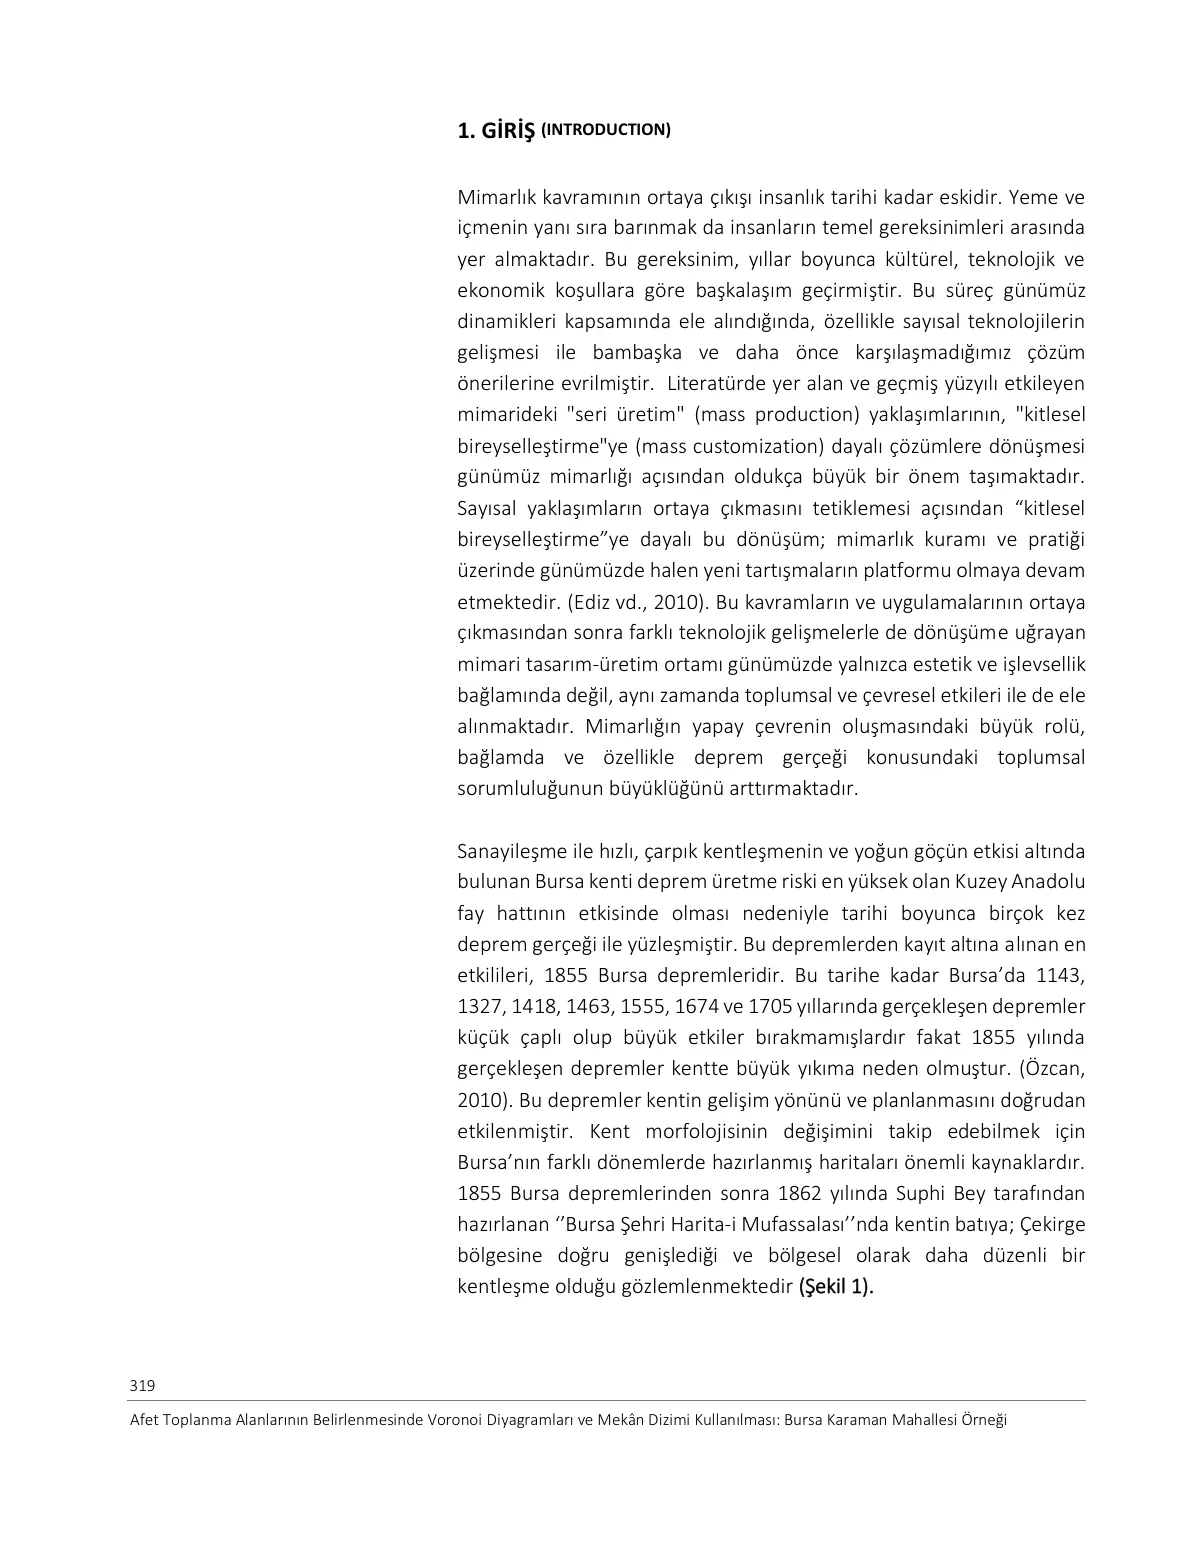 1. GİRİŞ (INTRODUCTION)
Mimarlık kavramının ortaya çıkışı insanlık tarihi kadar eskidir. Yeme ve
içmenin yanı sıra barınmak da insanların temel gereksinimleri arasında
yer almaktadır. Bu gereksinim, yıllar boyunca kültürel, teknolojik ve
ekonomik koşullara göre başkalaşım geçirmiştir. Bu süreç günümüz
dinamikleri kapsamında ele alındığında, özellikle sayısal teknolojilerin
gelişmesi ile bambaşka ve daha önce karşılaşmadığımız çözüm
önerilerine evrilmiştir.  Literatürde yer alan ve geçmiş yüzyılı etkileyen
mimarideki "seri üretim" (mass production) yaklaşımlarının, "kitlesel
bireyselleştirme"ye (mass customization) dayalı çözümlere dönüşmesi
günümüz mimarlığı açısından oldukça büyük bir önem taşımaktadır.
Sayısal yaklaşımların ortaya çıkmasını tetiklemesi açısından “kitlesel
bireyselleştirme”ye dayalı bu dönüşüm; mimarlık kuramı ve pratiği
üzerinde günümüzde halen yeni tartışmaların platformu olmaya devam
etmektedir. (Ediz vd., 2010). Bu kavramların ve uygulamalarının ortaya
çıkmasından sonra farklı teknolojik gelişmelerle de dönüşüme uğrayan
mimari tasarım-üretim ortamı günümüzde yalnızca estetik ve işlevsellik
bağlamında değil, aynı zamanda toplumsal ve çevresel etkileri ile de ele
alınmaktadır. Mimarlığın yapay çevrenin oluşmasındaki büyük rolü,
bağlamda ve özellikle deprem gerçeği konusundaki toplumsal
sorumluluğunun büyüklüğünü arttırmaktadır.
Sanayileşme ile hızlı, çarpık kentleşmenin ve yoğun göçün etkisi altında
bulunan Bursa kenti deprem üretme riski en yüksek olan Kuzey Anadolu
fay hattının etkisinde olması nedeniyle tarihi boyunca birçok kez
deprem gerçeği ile yüzleşmiştir. Bu depremlerden kayıt altına alınan en
etkilileri, 1855 Bursa depremleridir. Bu tarihe kadar Bursa’da 1143,
1327, 1418, 1463, 1555, 1674 ve 1705 yıllarında gerçekleşen depremler
küçük çaplı olup büyük etkiler bırakmamışlardır fakat 1855 yılında
gerçekleşen depremler kentte büyük yıkıma neden olmuştur. (Özcan,
2010). Bu depremler kentin gelişim yönünü ve planlanmasını doğrudan
etkilenmiştir. Kent morfolojisinin değişimini takip edebilmek için
Bursa’nın farklı dönemlerde hazırlanmış haritaları önemli kaynaklardır.
1855 Bursa depremlerinden sonra 1862 yılında Suphi Bey tarafından
hazırlanan ‘’Bursa Şehri Harita-i Mufassalası’’nda kentin batıya; Çekirge
bölgesine doğru genişlediği ve bölgesel olarak daha düzenli bir
kentleşme olduğu gözlemlenmektedir (Şekil 1).
319
Afet Toplanma Alanlarının Belirlenmesinde Voronoi Diyagramları ve Mekân Dizimi Kullanılması: Bursa Karaman Mahallesi Örneği